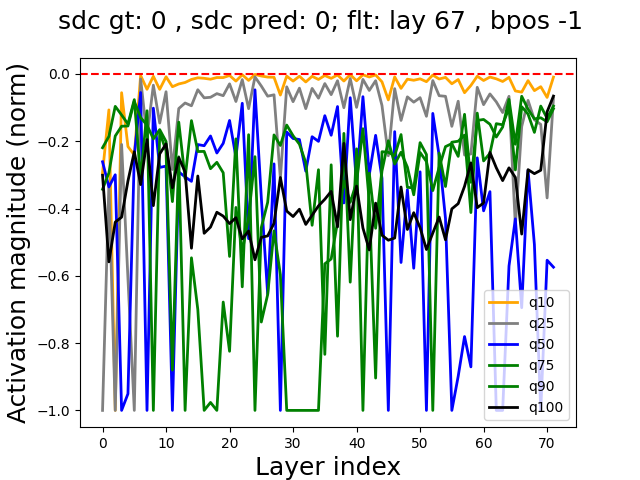 sdc gt: 0 , sdc pred: 0; flt: lay 67 , bpos -1
Activation magnitude (norm)
0.0
−0.2
−0.4
−0.6
−0.8
−1.0
q10
q25
q50
q75
q90
q100
0 10 20 30 40 50 60 70
Layer index